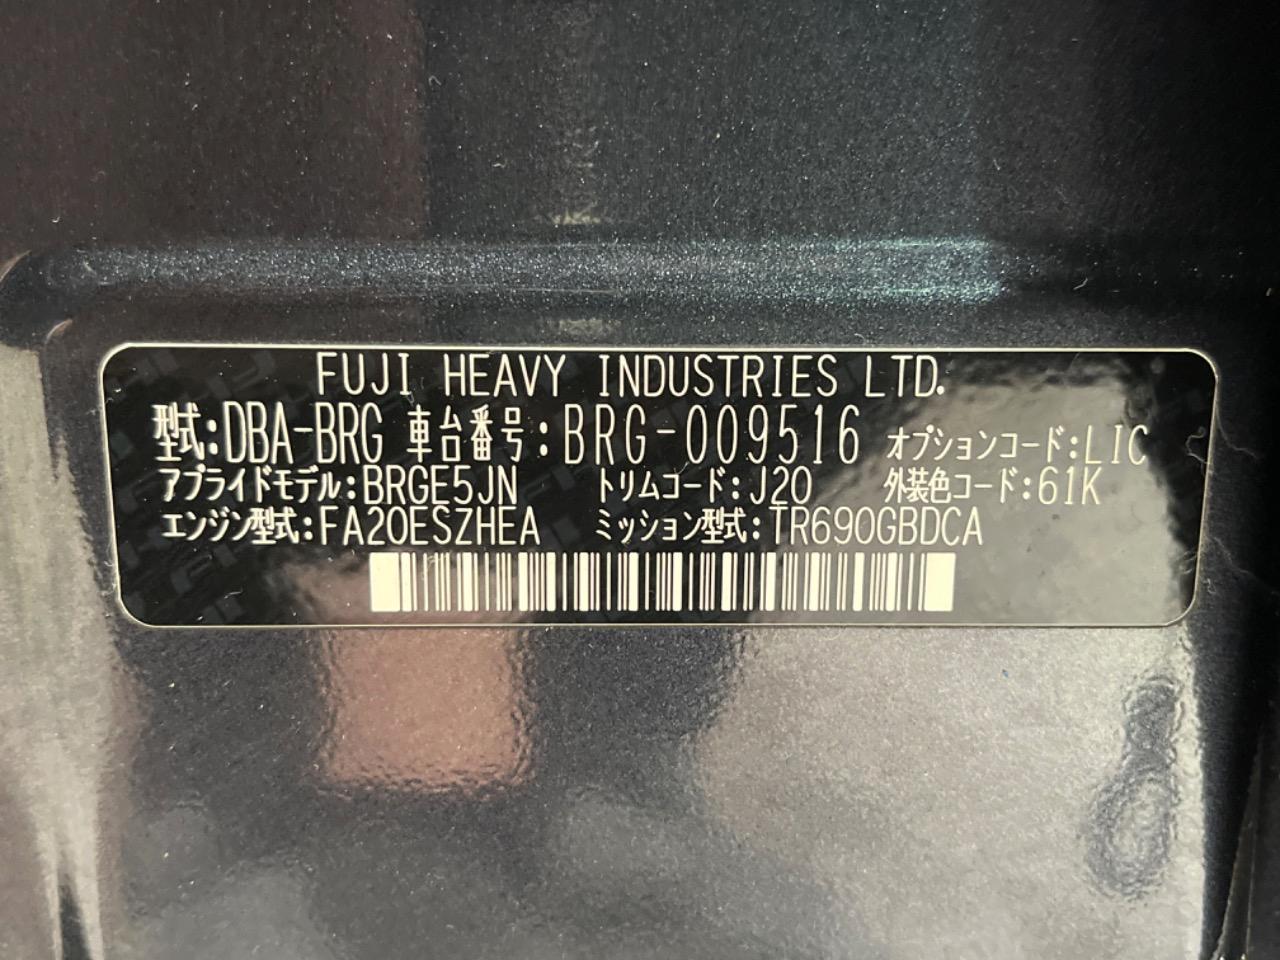 FUJI HEAVY INDUSTRIES LTD.
型式:DBA-BRG 車台番号:BRG-009516 オプションコード:LIC
アプライドモデル:BRGE5JN トリムコード:J20 外装色コード:61K
エンジン型式:FA20ESZHEA ミッション型式:TR690GBDCA